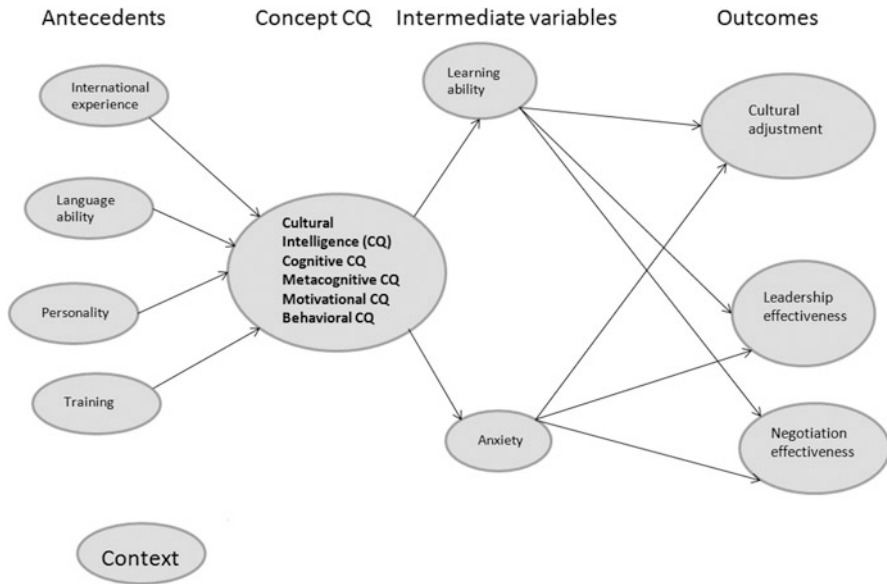 Antecedents
Concept CQ
Intermediate variables
Outcomes
International
experience
Language
ability
Personality
Training
Context
Cultural
Intelligence (CQ)
Cognitive CQ
Metacognitive CQ
Motivational CQ
Behavioral CQ
Learning
ability
Anxiety
Cultural
adjustment
Leadership
effectiveness
Negotiation
effectiveness